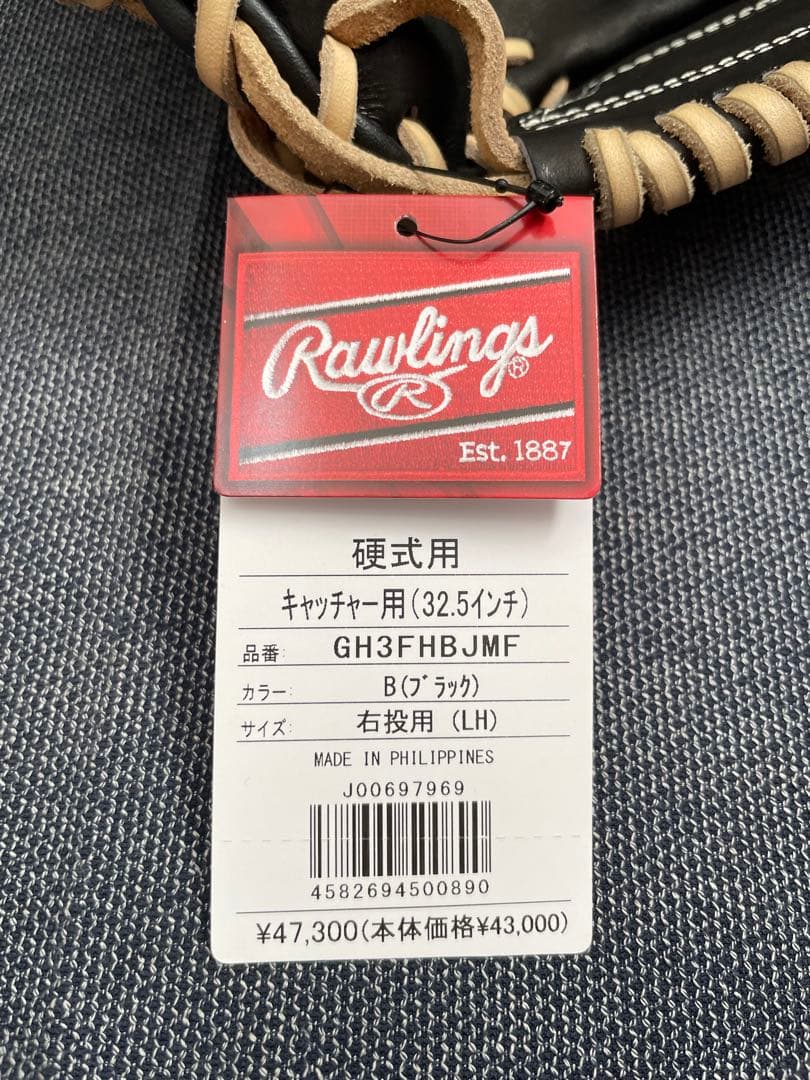 Rawlings®
R
Est. 1887
硬式用
キャッチャー用(32.5インチ)
品番: GH3FHBJMF
カラー: B(ブラック)
サイズ: 右投用 (LH)
MADE IN PHILIPPINES
J00697969
4582694500890
¥47,300(本体価格¥43,000)